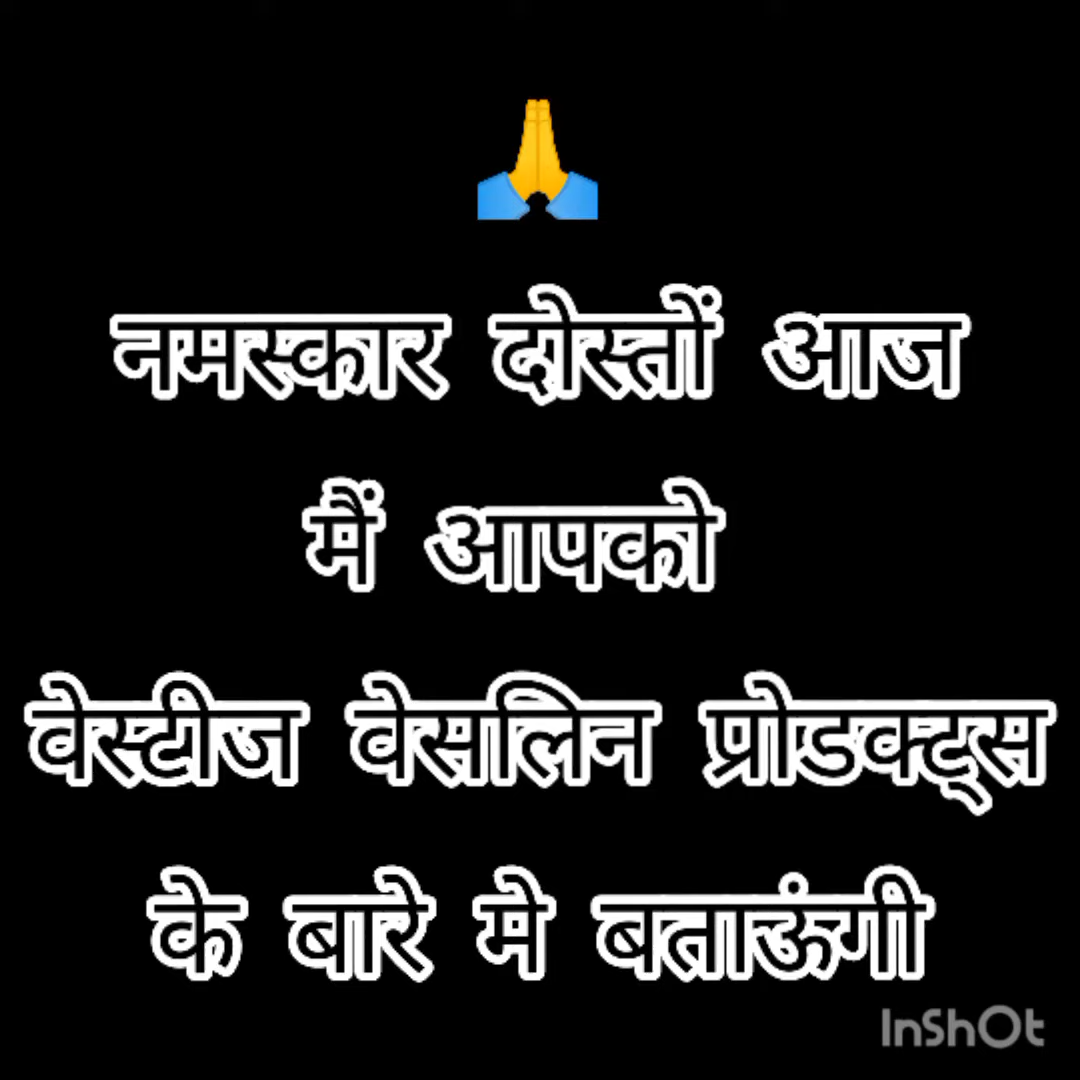 🙏
नमस्कार दोस्तों आज
मैं आपको
वेस्टीज वेसलिन प्रोडक्ट्स
के बारे मे बताऊंगी
InShOt